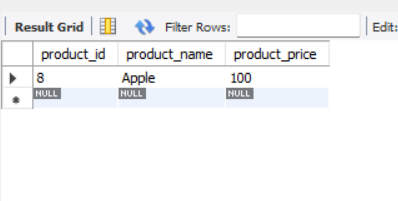 Result Grid Filter Rows: Edit:
product_id product_name product_price
8 Apple 100
NULL NULL NULL